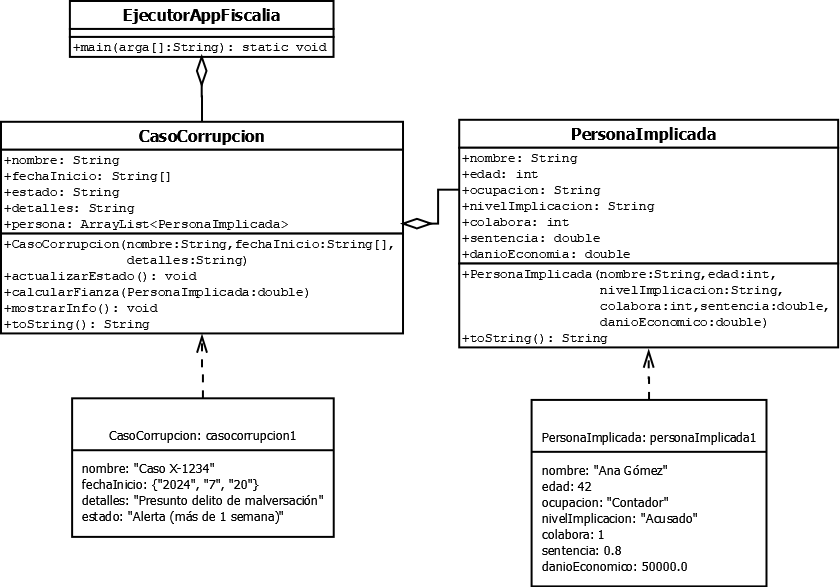 EjecutorAppFiscalia
+main(arga[]:String): static void
CasoCorrupcion
+nombre: String
+fechaInicio: String[]
+estado: String
+detalles: String
+persona: ArrayList<PersonaImplicada>
+CasoCorrupcion(nombre:String,fechaInicio:String[],
detalles:String)
+actualizarEstado(): void
+calcularFianza(PersonaImplicada:double)
+mostrarInfo(): void
+toString(): String
PersonaImplicada
+nombre: String
+edad: int
+ocupacion: String
+nivelImplicacion: String
+colabora: int
+sentencia: double
+danioEconomia: double
+PersonaImplicada(nombre:String,edad:int,
nivelImplicacion:String,
colabora:int,sentencia:double,
danioEconomico:double)
+toString(): String
CasoCorrupcion: casocorrupcion1
nombre: "Caso X-1234"
fechaInicio: {"2024", "7", "20"}
detalles: "Presunto delito de malversación"
estado: "Alerta (más de 1 semana)"
PersonaImplicada: personaImplicada1
nombre: "Ana Gómez"
edad: 42
ocupacion: "Contador"
nivelImplicacion: "Acusado"
colabora: 1
sentencia: 0.8
danioEconomico: 50000.0